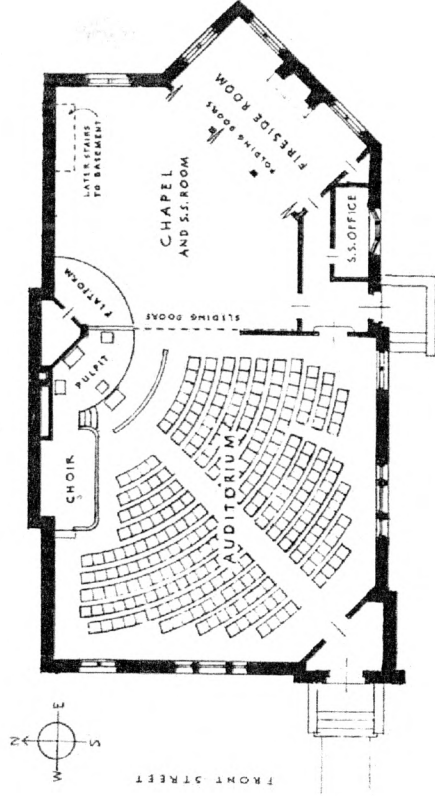 FIRESIDE ROOM
FOLDING DOORS
LATER STAIRS
TO BASEMENT
CHAPEL
AND S.S. ROOM
S.S. OFFICE
PLATFORM
SLIDING DOORS
PULPIT
CHOIR
AUDITORIUM
N
E
W
S
FRONT STREET